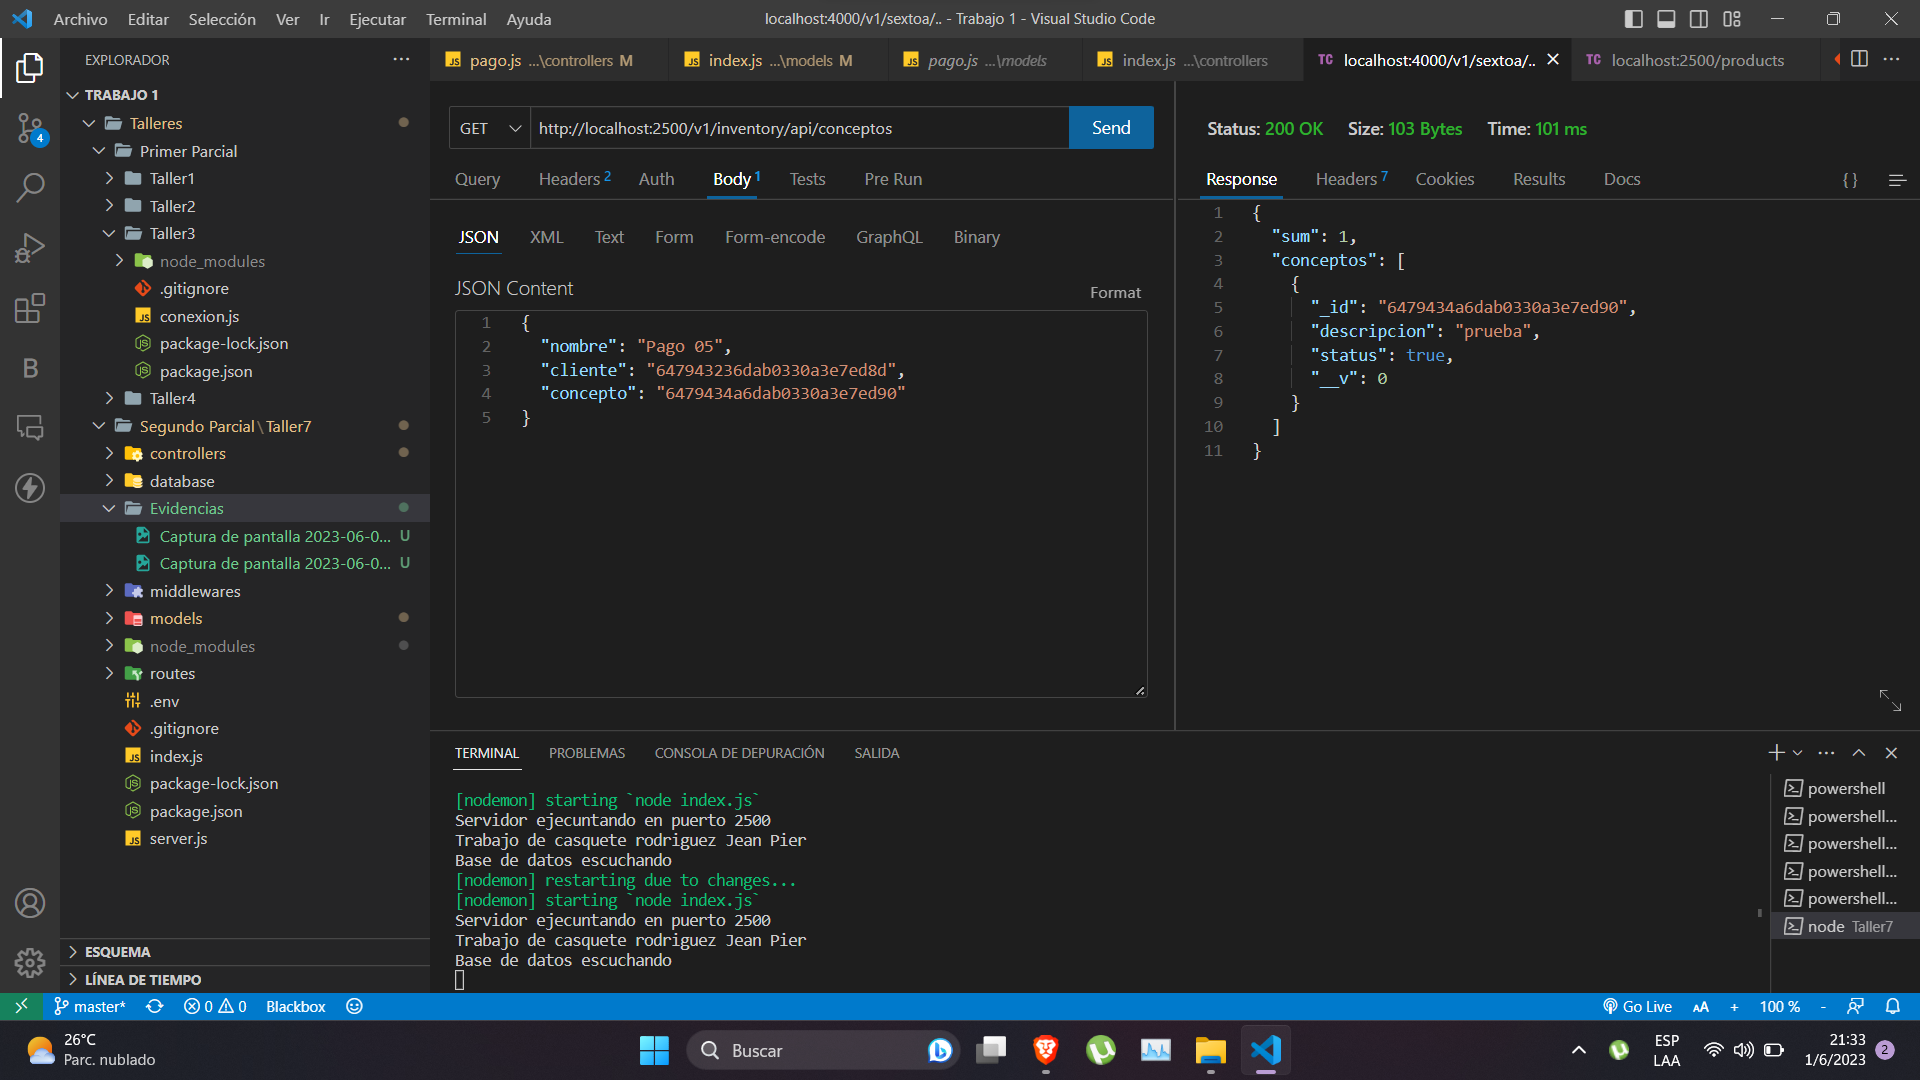 Archivo Editar Selección Ver Ir Ejecutar Terminal Ayuda
localhost:4000/v1/sextoa/.. - Trabajo 1 - Visual Studio Code
EXPLORADOR
TRABAJO 1
Talleres
Primer Parcial
Taller1
Taller2
Taller3
node_modules
.gitignore
conexion.js
package-lock.json
package.json
Taller4
Segundo Parcial\Taller7
controllers
database
Evidencias
Captura de pantalla 2023-06-0... U
Captura de pantalla 2023-06-0... U
middlewares
models
node_modules
routes
.env
.gitignore
index.js
package-lock.json
package.json
server.js
ESQUEMA
LÍNEA DE TIEMPO
4
B
pago.js ...\controllers M
index.js ...\models M
pago.js ...\models
index.js ...\controllers
TC localhost:4000/v1/sextoa/..
TC localhost:2500/products
GET http://localhost:2500/v1/inventory/api/conceptos Send
Query Headers 2 Auth Body 1 Tests Pre Run
JSON XML Text Form Form-encode GraphQL Binary
JSON Content
Format
1 {
2 "nombre": "Pago 05",
3 "cliente": "647943236dab0330a3e7ed8d",
4 "concepto": "6479434a6dab0330a3e7ed90"
5 }
Status: 200 OK Size: 103 Bytes Time: 101 ms
Response Headers 7 Cookies Results Docs {}
1 {
2 "sum": 1,
3 "conceptos": [
4 {
5 "_id": "6479434a6dab0330a3e7ed90",
6 "descripcion": "prueba",
7 "status": true,
8 "__v": 0
9 }
10 ]
11 }
TERMINAL PROBLEMAS CONSOLA DE DEPURACIÓN SALIDA
[nodemon] starting `node index.js`
Servidor ejecuntando en puerto 2500
Trabajo de casquete rodriguez Jean Pier
Base de datos escuchando
[nodemon] restarting due to changes...
[nodemon] starting `node index.js`
Servidor ejecuntando en puerto 2500
Trabajo de casquete rodriguez Jean Pier
Base de datos escuchando
powershell
powershell...
powershell...
powershell...
powershell...
node Taller7
master* 0 0 Blackbox
Go Live AA + 100 % -
26°C
Parc. nublado
Buscar
ESP
LAA
21:33
1/6/2023
2